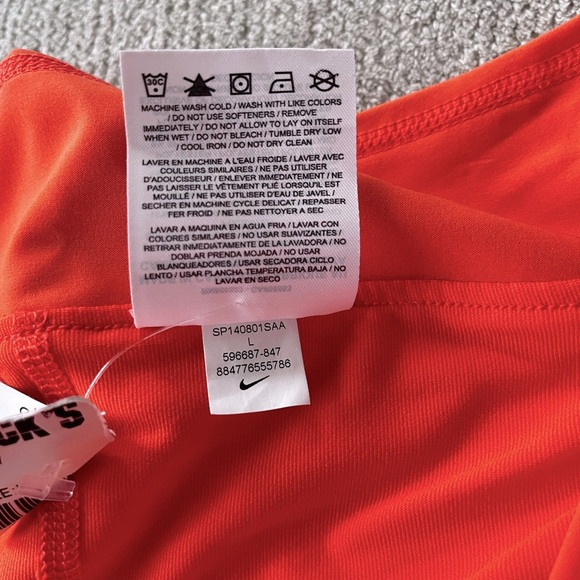 30C
MACHINE WASH COLD / WASH WITH LIKE COLORS
/ DO NOT USE SOFTENERS / REMOVE
IMMEDIATELY / DO NOT ALLOW TO LAY ON ITSELF
WHEN WET / DO NOT BLEACH / TUMBLE DRY LOW
/ COOL IRON / DO NOT DRY CLEAN
LAVER EN MACHINE A L'EAU FROIDE / LAVER AVEC
COULEURS SIMILAIRES / NE PAS UTILISER
D'ADOUCISSEUR / ENLEVER IMMEDIATEMENT / NE
PAS LAISSER LE VÊTEMENT PLIÉ LORSQU'IL EST
MOUILLÉ / NE PAS UTILISER D'EAU DE JAVEL /
SECHER EN MACHINE CYCLE DELICAT / REPASSER
FER FROID / NE PAS NETTOYER A SEC
LAVAR A MAQUINA EN AGUA FRIA / LAVAR CON
COLORES SIMILARES / NO USAR SUAVIZANTES /
RETIRAR INMEDIATAMENTE DE LA LAVADORA / NO
DOBLAR PRENDA MOJADA / NO USAR
BLANQUEADORES / USAR SECADORA CICLO
LENTO / USAR PLANCHA TEMPERATURA BAJA / NO
LAVAR EN SECO
SP140801SAA
L
596687-847
884776555786
CK'S